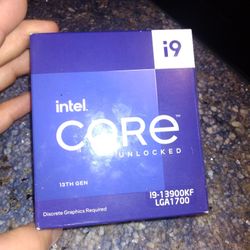 i9
intel.
CORE
UNLOCKED
13TH GEN
i9-13900KF
LGA1700
Discrete Graphics Required